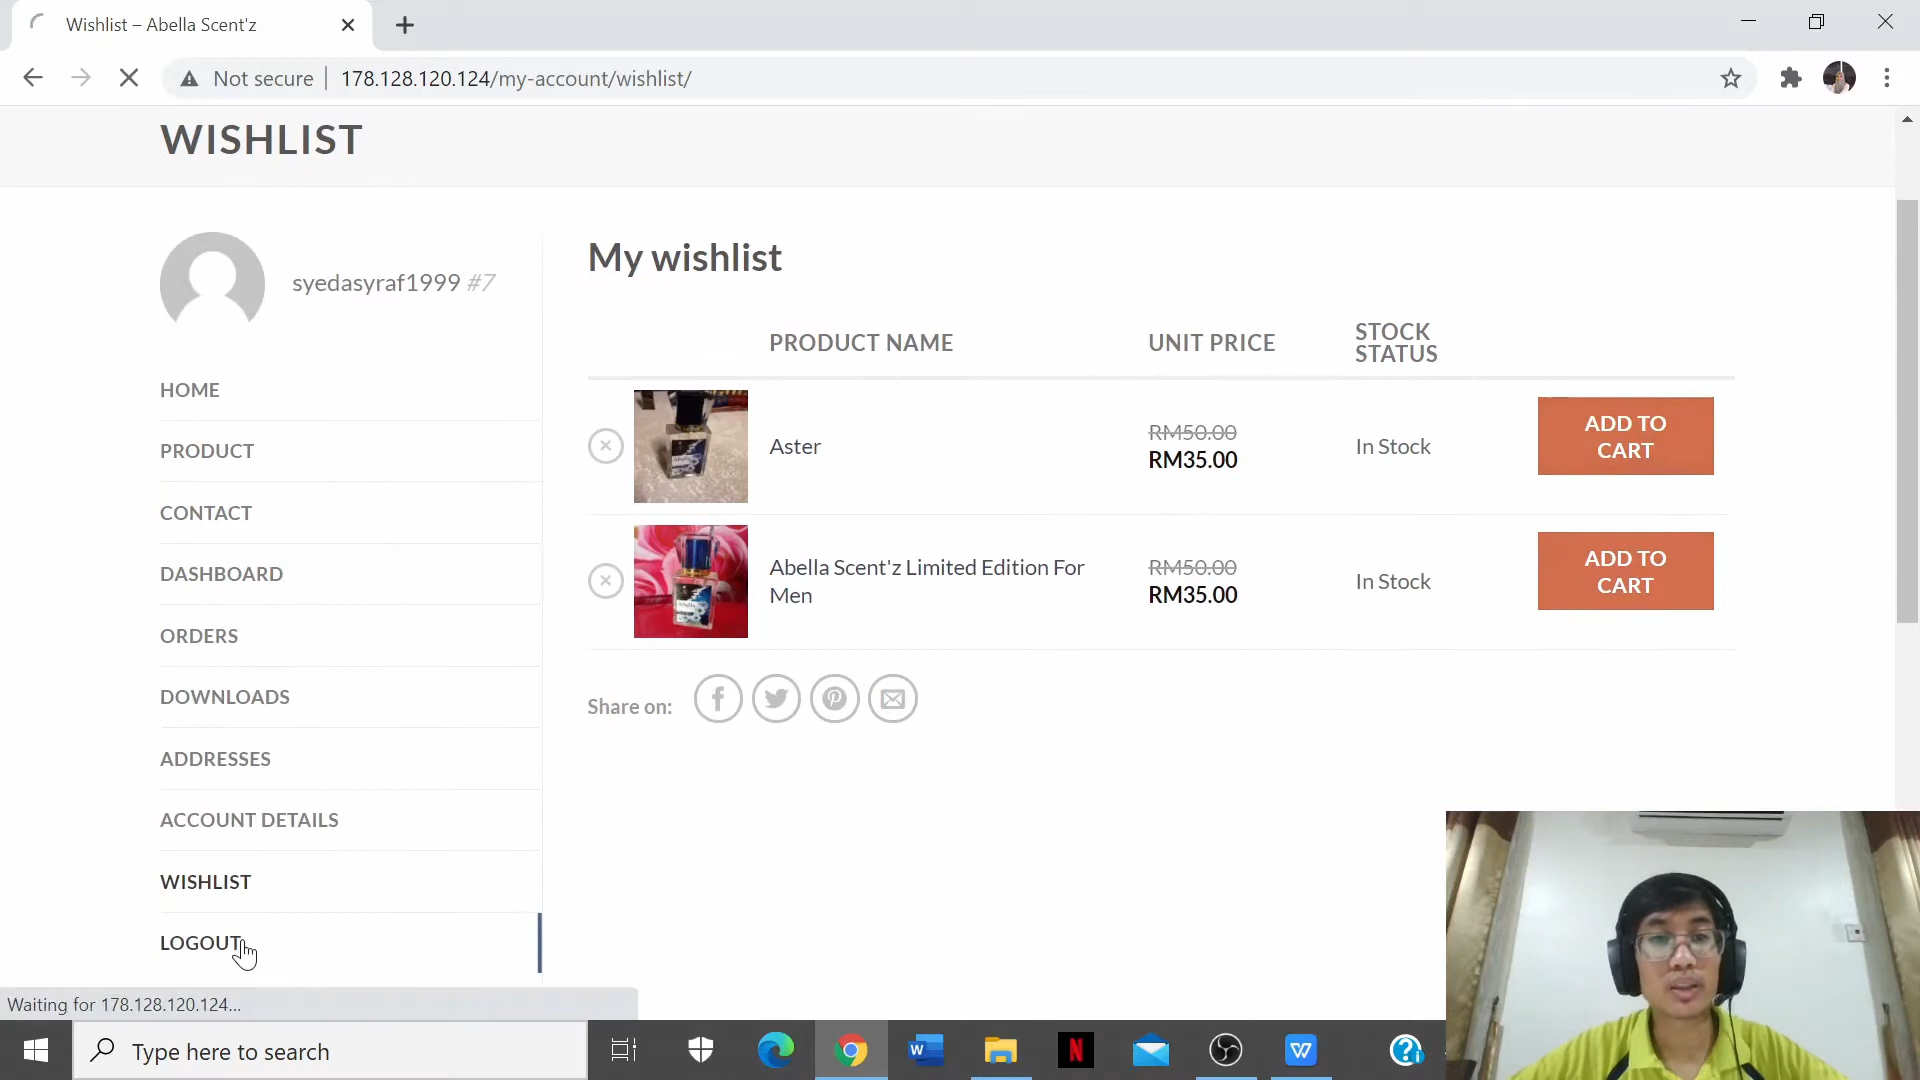 Wishlist – Abella Scent'z
Not secure
178.128.120.124/my-account/wishlist/
WISHLIST
syedasyraf1999 #7
HOME
PRODUCT
CONTACT
DASHBOARD
ORDERS
DOWNLOADS
ADDRESSES
ACCOUNT DETAILS
WISHLIST
LOGOUT
My wishlist
PRODUCT NAME
UNIT PRICE
STOCK
STATUS
Aster
RM50.00
RM35.00
In Stock
ADD TO
CART
Abella Scent'z Limited Edition For
Men
RM50.00
RM35.00
In Stock
ADD TO
CART
Share on:
Waiting for 178.128.120.124...
Type here to search